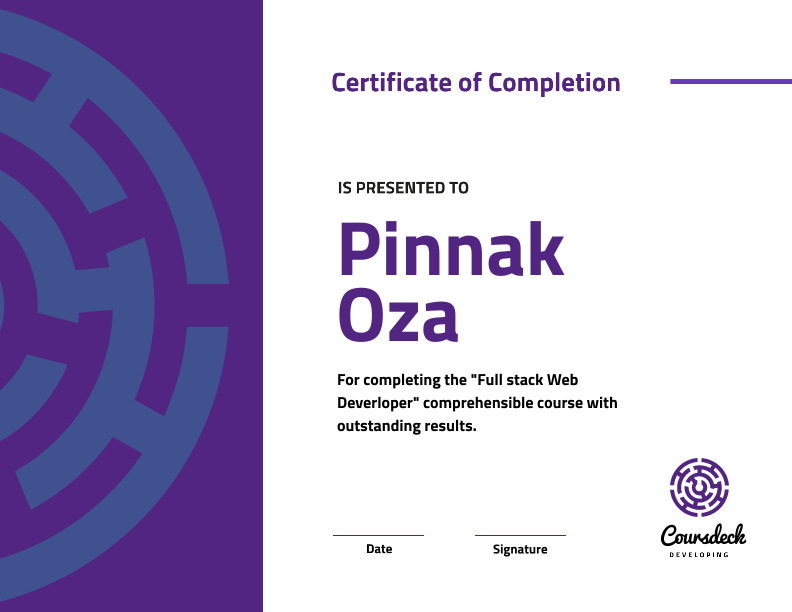 Certificate of Completion
IS PRESENTED TO
Pinnak
Oza
For completing the "Full stack Web
Deverloper" comprehensible course with
outstanding results.
Date
Signature
Coursdeck
DEVELOPING